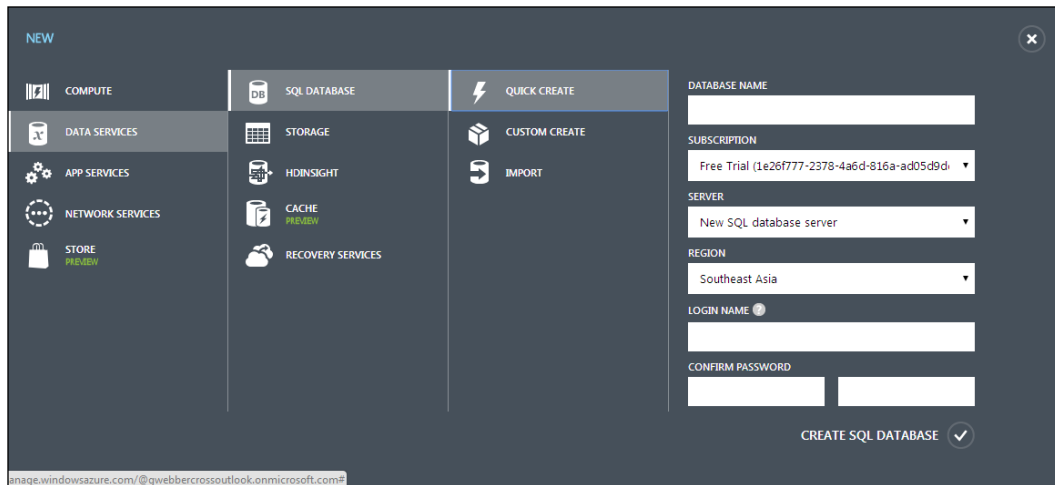 NEW
COMPUTE
DATA SERVICES
APP SERVICES
NETWORK SERVICES
STORE
PREVIEW
DB
SQL DATABASE
STORAGE
HDINSIGHT
CACHE
PREVIEW
RECOVERY SERVICES
QUICK CREATE
CUSTOM CREATE
IMPORT
DATABASE NAME
SUBSCRIPTION
Free Trial (1e26f777-2378-4a6d-816a-ad05d9d
SERVER
New SQL database server
REGION
Southeast Asia
LOGIN NAME ?
CONFIRM PASSWORD
CREATE SQL DATABASE
anage.windowsazure.com/@gwebbercrossoutlook.onmicrosoft.com#